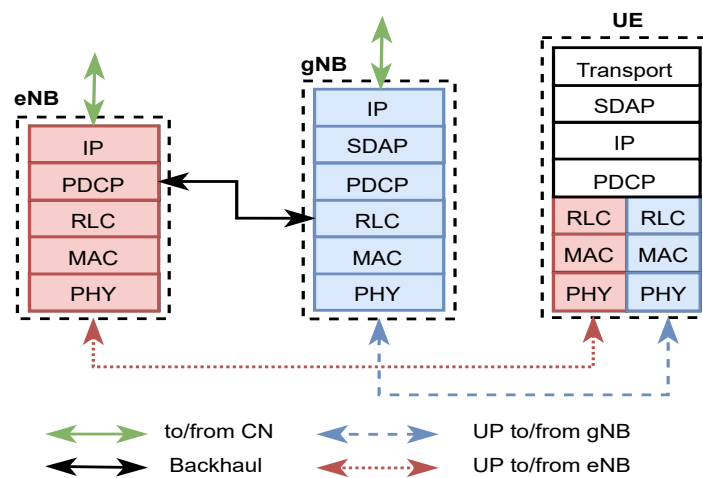 eNB
IP
PDCP
RLC
MAC
PHY
gNB
IP
SDAP
PDCP
RLC
MAC
PHY
UE
Transport
SDAP
IP
PDCP
RLC RLC
MAC MAC
PHY PHY
to/from CN
UP to/from gNB
Backhaul
UP to/from eNB